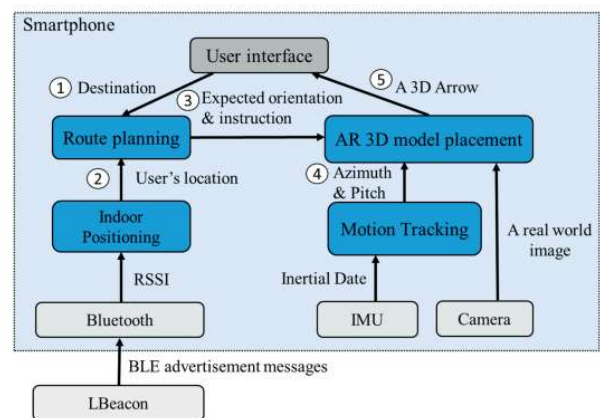 Smartphone
User interface
1 Destination
5 A 3D Arrow
3 Expected orientation
& instruction
Route planning
AR 3D model placement
2 User's location
4 Azimuth
& Pitch
Indoor
Positioning
Motion Tracking
A real world
image
RSSI
Inertial Date
Bluetooth
IMU
Camera
BLE advertisement messages
LBeacon